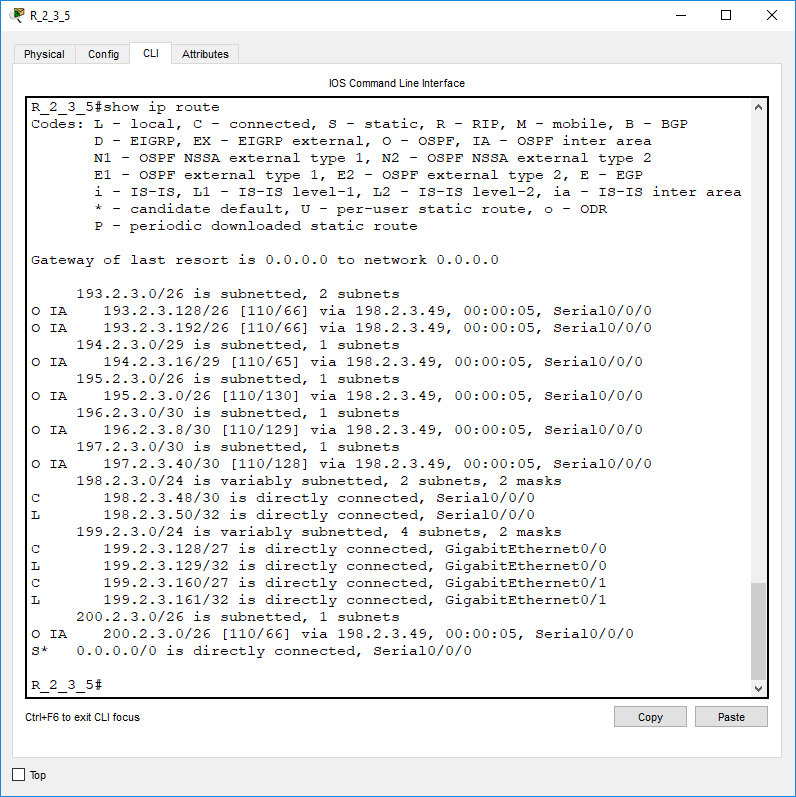 R_2_3_5
Physical Config CLI Attributes
IOS Command Line Interface
R_2_3_5#show ip route
Codes: L - local, C - connected, S - static, R - RIP, M - mobile, B - BGP
D - EIGRP, EX - EIGRP external, O - OSPF, IA - OSPF inter area
N1 - OSPF NSSA external type 1, N2 - OSPF NSSA external type 2
E1 - OSPF external type 1, E2 - OSPF external type 2, E - EGP
i - IS-IS, L1 - IS-IS level-1, L2 - IS-IS level-2, ia - IS-IS inter area
* - candidate default, U - per-user static route, o - ODR
P - periodic downloaded static route
Gateway of last resort is 0.0.0.0 to network 0.0.0.0
193.2.3.0/26 is subnetted, 2 subnets
O IA 193.2.3.128/26 [110/66] via 198.2.3.49, 00:00:05, Serial0/0/0
O IA 193.2.3.192/26 [110/66] via 198.2.3.49, 00:00:05, Serial0/0/0
194.2.3.0/29 is subnetted, 1 subnets
O IA 194.2.3.16/29 [110/65] via 198.2.3.49, 00:00:05, Serial0/0/0
195.2.3.0/26 is subnetted, 1 subnets
O IA 195.2.3.0/26 [110/130] via 198.2.3.49, 00:00:05, Serial0/0/0
196.2.3.0/30 is subnetted, 1 subnets
O IA 196.2.3.8/30 [110/129] via 198.2.3.49, 00:00:05, Serial0/0/0
197.2.3.0/30 is subnetted, 1 subnets
O IA 197.2.3.40/30 [110/128] via 198.2.3.49, 00:00:05, Serial0/0/0
198.2.3.0/24 is variably subnetted, 2 subnets, 2 masks
C 198.2.3.48/30 is directly connected, Serial0/0/0
L 198.2.3.50/32 is directly connected, Serial0/0/0
199.2.3.0/24 is variably subnetted, 4 subnets, 2 masks
C 199.2.3.128/27 is directly connected, GigabitEthernet0/0
L 199.2.3.129/32 is directly connected, GigabitEthernet0/0
C 199.2.3.160/27 is directly connected, GigabitEthernet0/1
L 199.2.3.161/32 is directly connected, GigabitEthernet0/1
200.2.3.0/26 is subnetted, 1 subnets
O IA 200.2.3.0/26 [110/66] via 198.2.3.49, 00:00:05, Serial0/0/0
S* 0.0.0.0/0 is directly connected, Serial0/0/0
R_2_3_5#
Ctrl+F6 to exit CLI focus
Copy Paste
Top